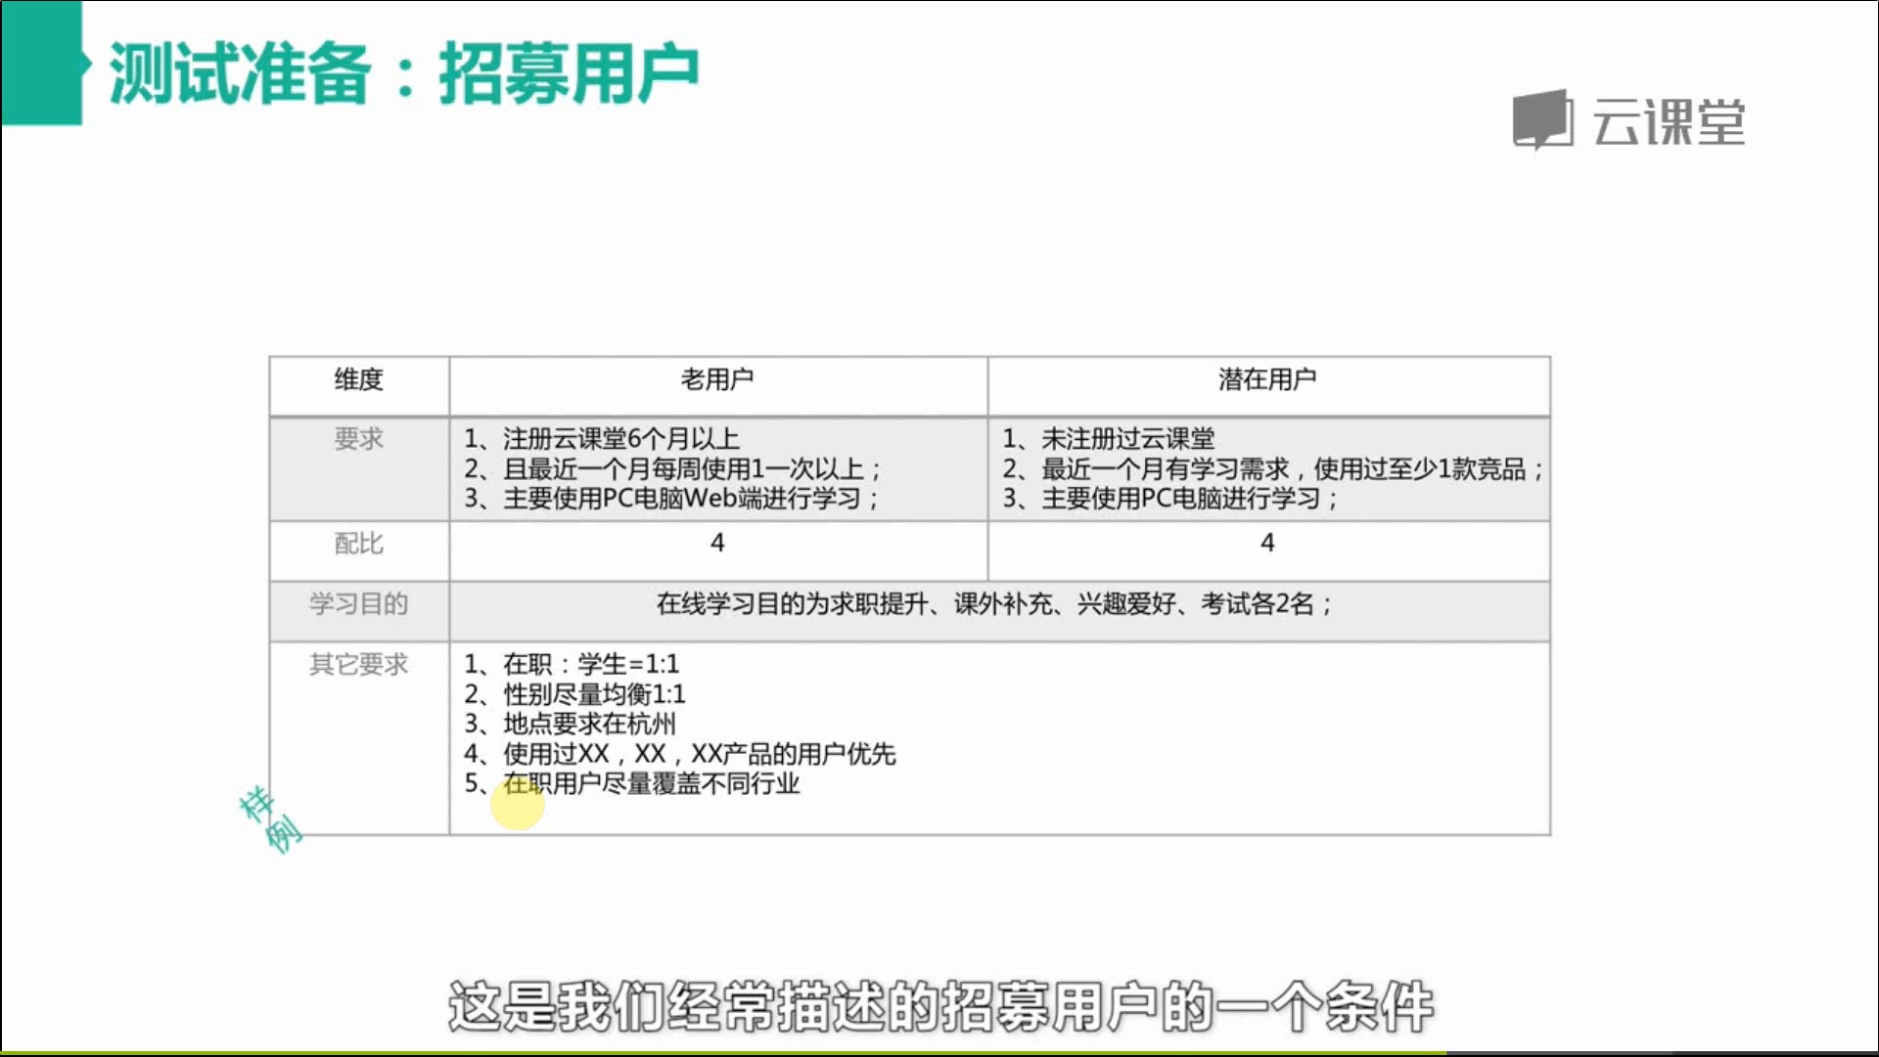 测试准备：招募用户
云课堂
维度
老用户
潜在用户
要求
1、注册云课堂6个月以上
2、且最近一个月每周使用1一次以上；
3、主要使用PC电脑Web端进行学习；
1、未注册过云课堂
2、最近一个月有学习需求，使用过至少1款竞品；
3、主要使用PC电脑进行学习；
配比
4
4
学习目的
在线学习目的为求职提升、课外补充、兴趣爱好、考试各2名；
其它要求
1、在职：学生=1:1
2、性别尽量均衡1:1
3、地点要求在杭州
4、使用过XX，XX，XX产品的用户优先
5、在职用户尽量覆盖不同行业
样例
这是我们经常描述的招募用户的一个条件